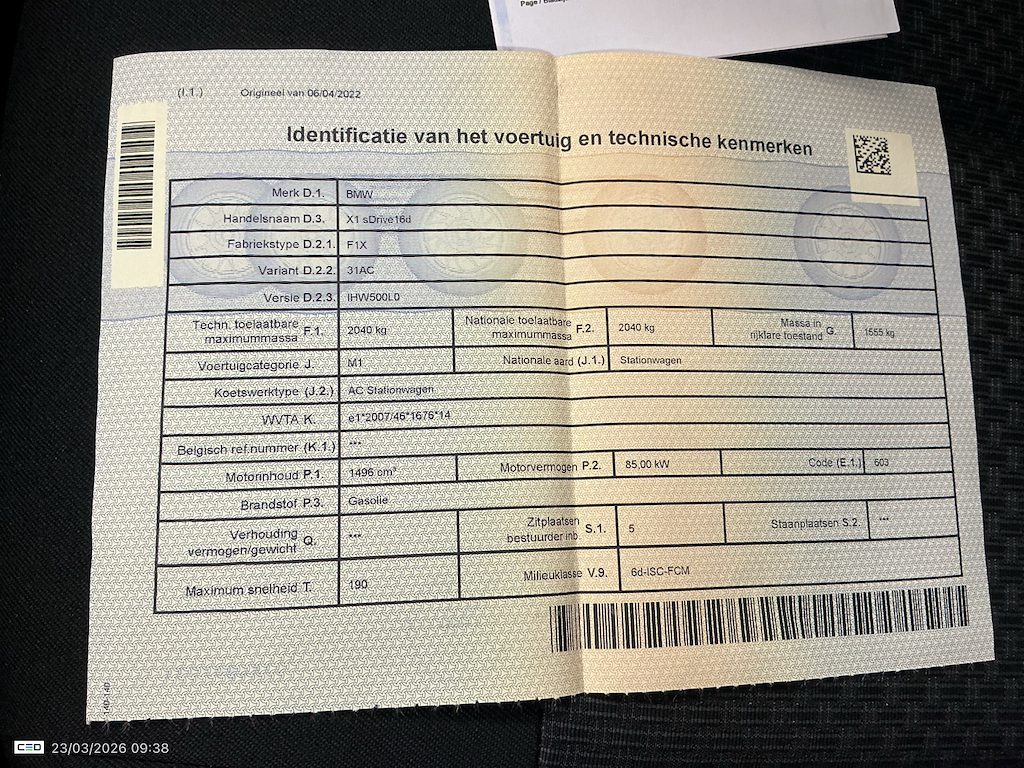 Page /
(I.1.) Origineel van 06/04/2022
Identificatie van het voertuig en technische kenmerken
Merk D.1. BMW
Handelsnaam D.3. X1 sDrive16d
Fabriekstype D.2.1. F1X
Variant D.2.2. 31AC
Versie D.2.3. IHW500L0
Techn. toelaatbare maximummassa F.1. 2040 kg Nationale toelaatbare maximummassa F.2. 2040 kg Massa in rijklare toestand G. 1555 kg
Voertuigcategorie J. M1 Nationale aard (J.1.) Stationwagen
Koetswerktype (J.2.) AC Stationwagen
WVTA K. e1*2007/46*1676*14
Belgisch ref.nummer (K.1.) ***
Motorinhoud P.1. 1496 cm³ Motorvermogen P.2. 85,00 kW Code (E.1.) 603
Brandstof P.3. Gasolie
Verhouding vermogen/gewicht Q. *** Zitplaatsen bestuurder inb S.1. 5 Staanplaatsen S.2. ***
Maximum snelheid T. 190 Milieuklasse V.9. 6d-ISC-FCM
140-140
CEO 23/03/2026 09:38